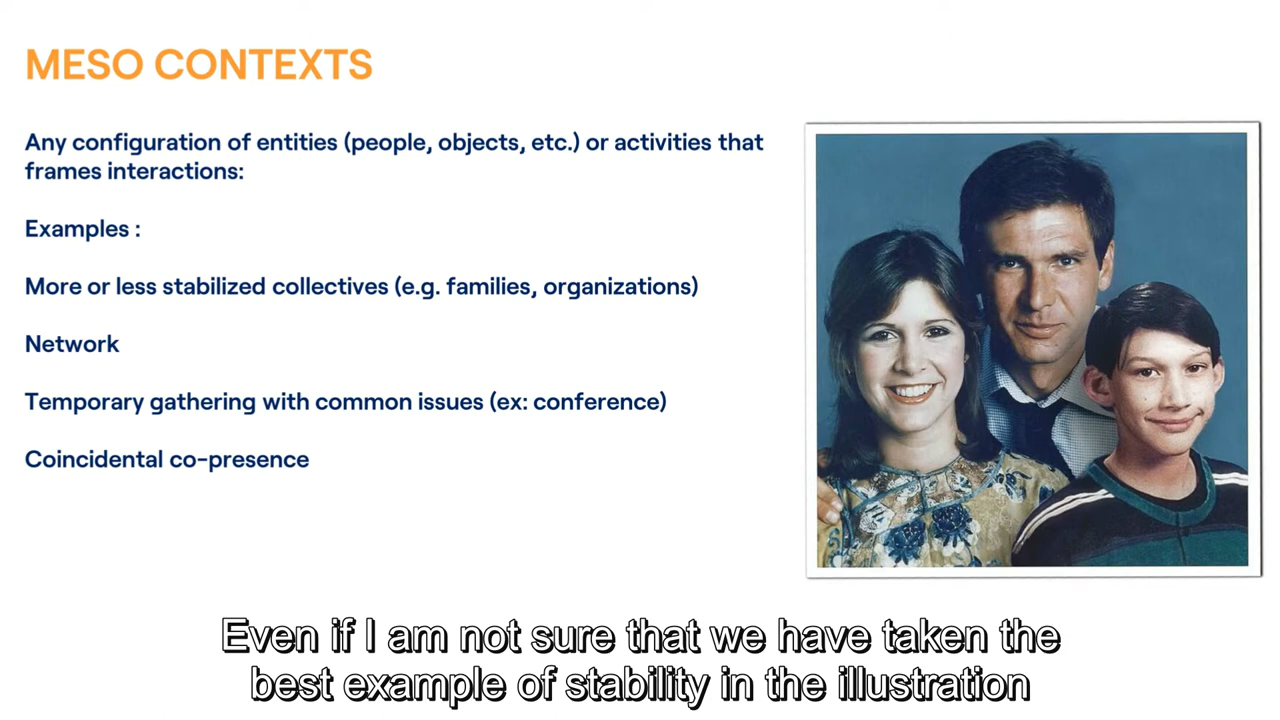 MESO CONTEXTS
Any configuration of entities (people, objects, etc.) or activities that
frames interactions:
Examples :
More or less stabilized collectives (e.g. families, organizations)
Network
Temporary gathering with common issues (ex: conference)
Coincidental co-presence
Even if I am not sure that we have taken the
best example of stability in the illustration